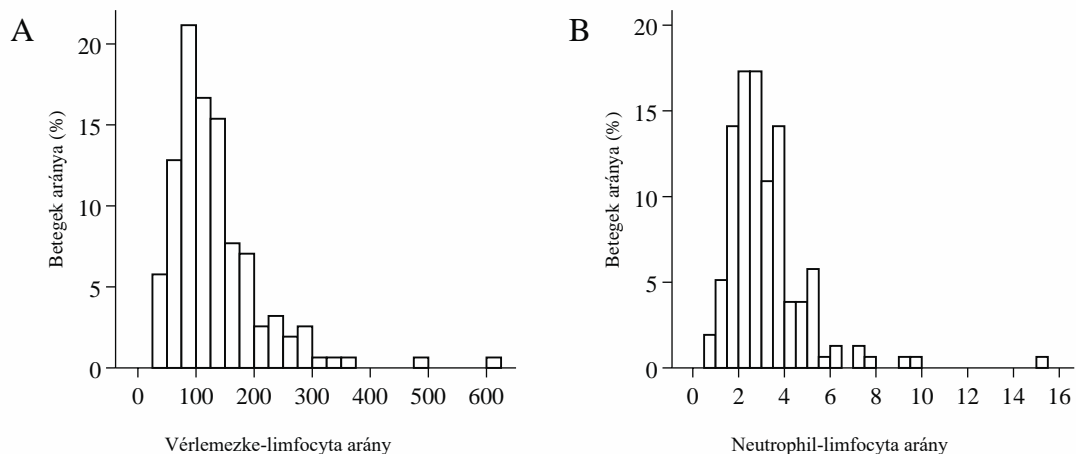 A
Betegek aránya (%)
20
15
10
5
0
0 100 200 300 400 500 600
Vérlemezke-limfocyta arány
B
Betegek aránya (%)
20
15
10
5
0
0 2 4 6 8 10 12 14 16
Neutrophil-limfocyta arány